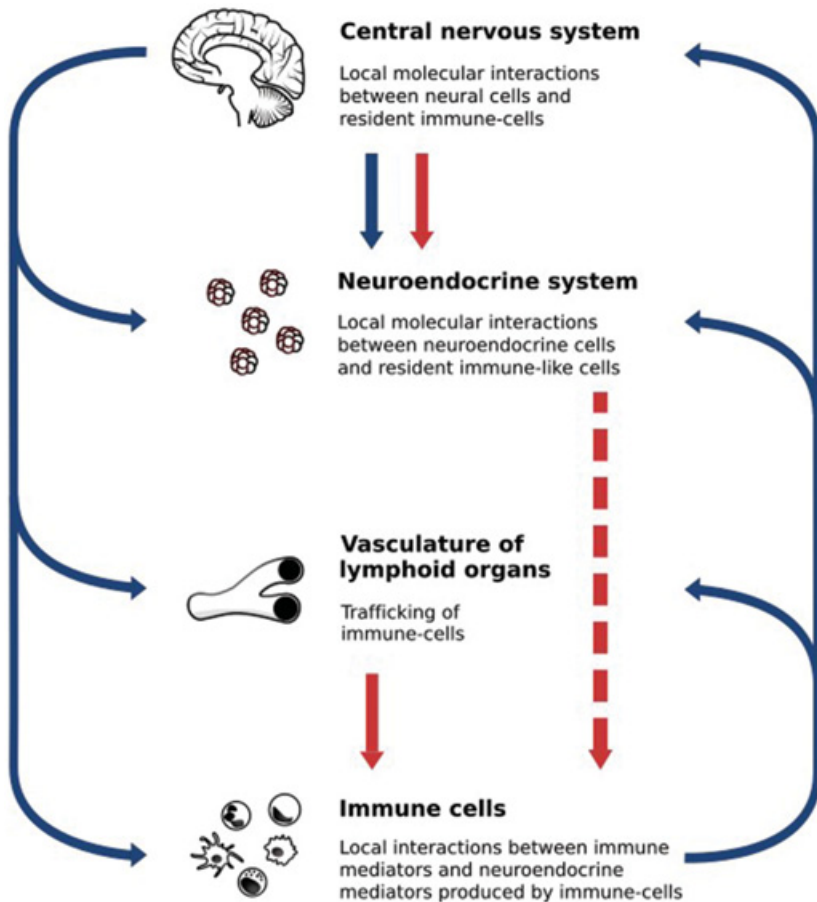 Central nervous system
Local molecular interactions
between neural cells and
resident immune-cells
Neuroendocrine system
Local molecular interactions
between neuroendocrine cells
and resident immune-like cells
Vasculature of
lymphoid organs
Trafficking of
immune-cells
Immune cells
Local interactions between immune
mediators and neuroendocrine
mediators produced by immune-cells